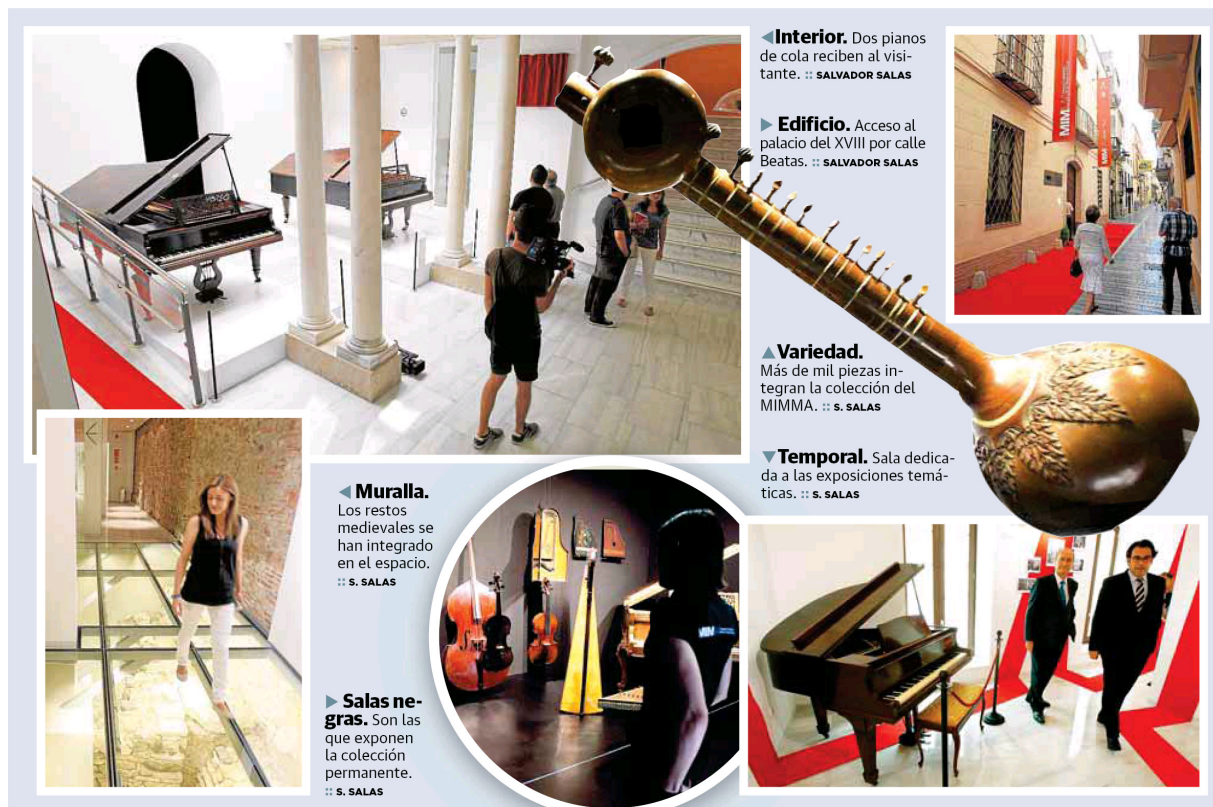 Interior. Dos pianos
de cola reciben al visi-
tante. :: SALVADOR SALAS
Edificio. Acceso al
palacio del XVIII por calle
Beatas. :: SALVADOR SALAS
MIM
MIM
Variedad.
Más de mil piezas in-
tegran la colección del
MIMMA. :: S. SALAS
Temporal. Sala dedica-
da a las exposiciones temá-
ticas. :: S. SALAS
Muralla.
Los restos
medievales se
han integrado
en el espacio.
:: S. SALAS
Salas ne-
gras. Son las
que exponen
la colección
permanente.
:: S. SALAS
MIM